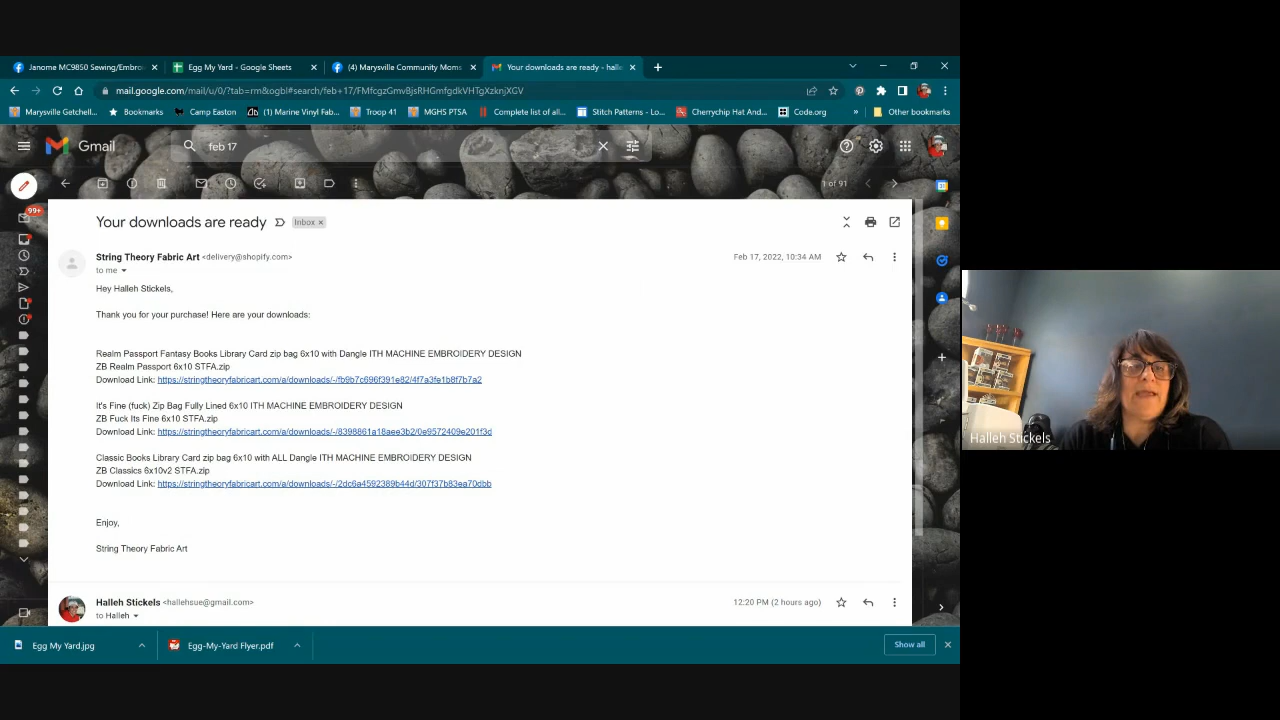 Janome MC9850 Sewing/Embro
Egg My Yard - Google Sheets
(4) Marysville Community Moms
Your downloads are ready - halle
mail.google.com/mail/u/0/?tab=rm&ogbl#search/feb+17/FMfcgzGmvBjsRHGmfgdkVHTgXzknjXGV
Marysville Getchell...
Bookmarks
Camp Easton
(1) Marine Vinyl Fab...
Troop 41
MGHS PTSA
Complete list of all...
Stitch Patterns - Lo...
Cherrychip Hat And...
Code.org
»
Other bookmarks
Gmail
feb 17
1 of 91
99+
Your downloads are ready
Inbox ×
String Theory Fabric Art <delivery@shopify.com>
Feb 17, 2022, 10:34 AM
to me
Hey Halleh Stickels,
Thank you for your purchase! Here are your downloads:
Realm Passport Fantasy Books Library Card zip bag 6x10 with Dangle ITH MACHINE EMBROIDERY DESIGN
ZB Realm Passport 6x10 STFA.zip
Download Link: https://stringtheoryfabricart.com/a/downloads/-/fb9b7c696f391e82/4f7a3fe1b8f7b7a2
It's Fine (fuck) Zip Bag Fully Lined 6x10 ITH MACHINE EMBROIDERY DESIGN
ZB Fuck Its Fine 6x10 STFA.zip
Download Link: https://stringtheoryfabricart.com/a/downloads/-/8398861a18aee3b2/0e9572409e201f3d
Classic Books Library Card zip bag 6x10 with ALL Dangle ITH MACHINE EMBROIDERY DESIGN
ZB Classics 6x10v2 STFA.zip
Download Link: https://stringtheoryfabricart.com/a/downloads/-/2dc6a4592389b44d/307f37b83ea70dbb
Enjoy,
String Theory Fabric Art
Halleh Stickels <hallehsue@gmail.com>
12:20 PM (2 hours ago)
to Halleh
Egg My Yard.jpg
Egg-My-Yard Flyer.pdf
Show all
Halleh Stickels